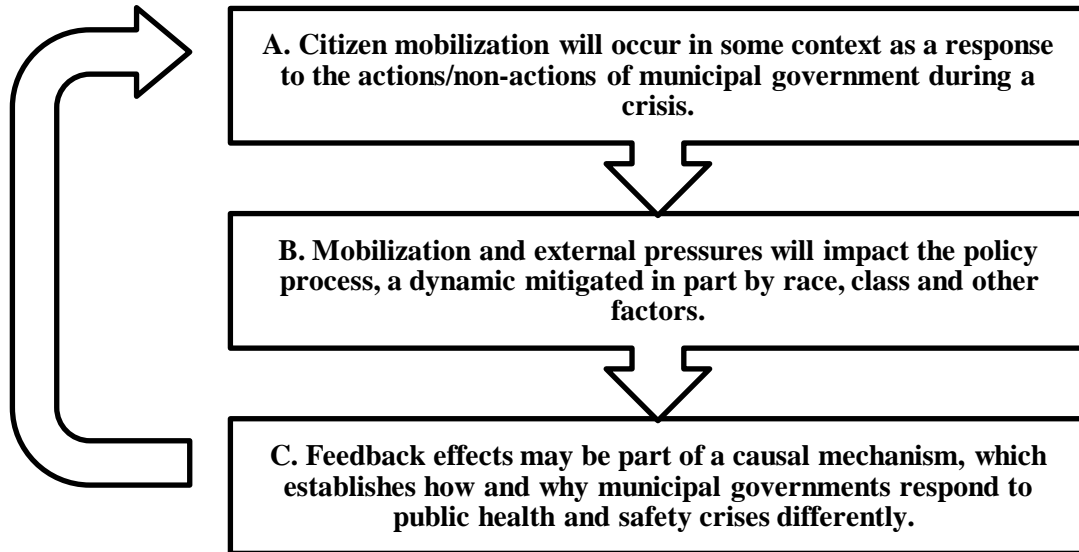 A. Citizen mobilization will occur in some context as a response
to the actions/non-actions of municipal government during a
crisis.
B. Mobilization and external pressures will impact the policy
process, a dynamic mitigated in part by race, class and other
factors.
C. Feedback effects may be part of a causal mechanism, which
establishes how and why municipal governments respond to
public health and safety crises differently.